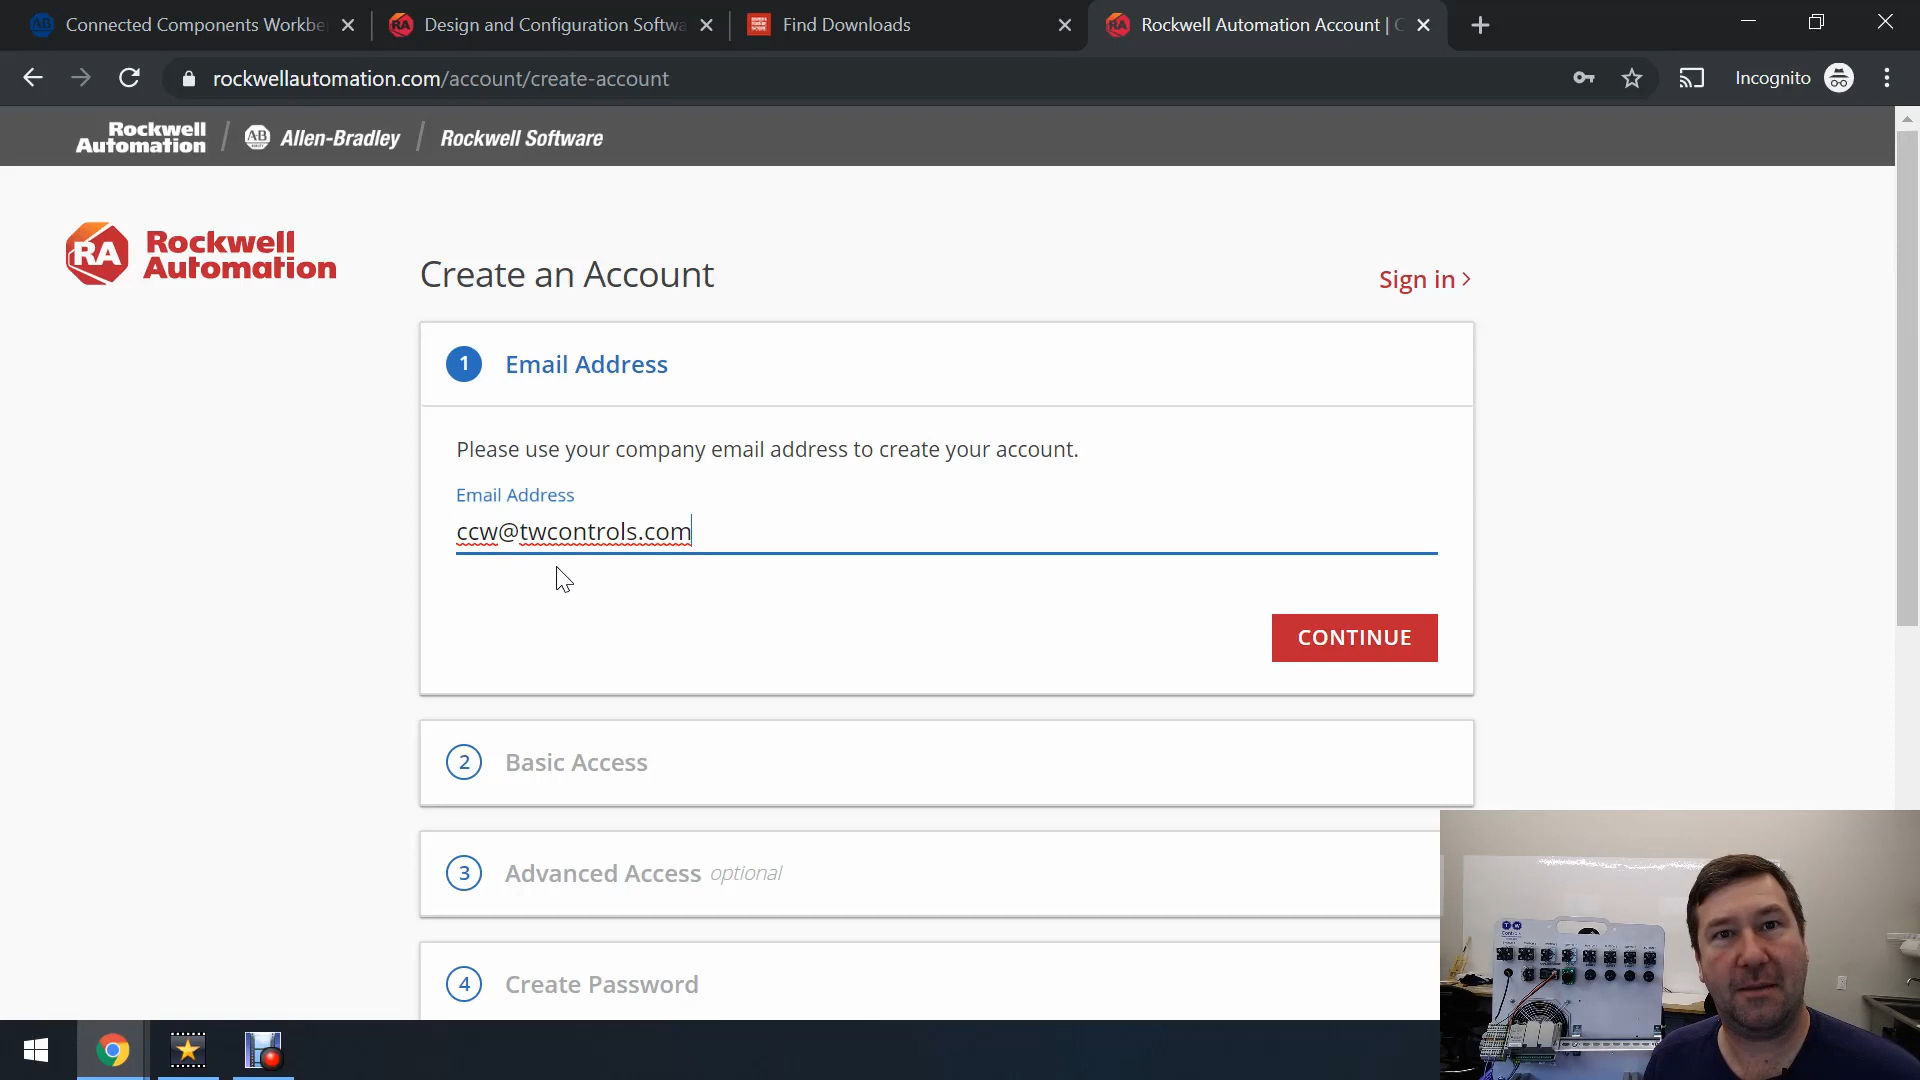 Connected Components Workbe
Design and Configuration Softwa
Find Downloads
Rockwell Automation Account | C
rockwellautomation.com/account/create-account
Incognito
Rockwell
Automation
AB
Allen-Bradley
Rockwell Software
RA
Rockwell
Automation
Create an Account
Sign in
1
Email Address
Please use your company email address to create your account.
Email Address
ccw@twcontrols.com
CONTINUE
2
Basic Access
3
Advanced Access optional
4
Create Password
T W
Controls